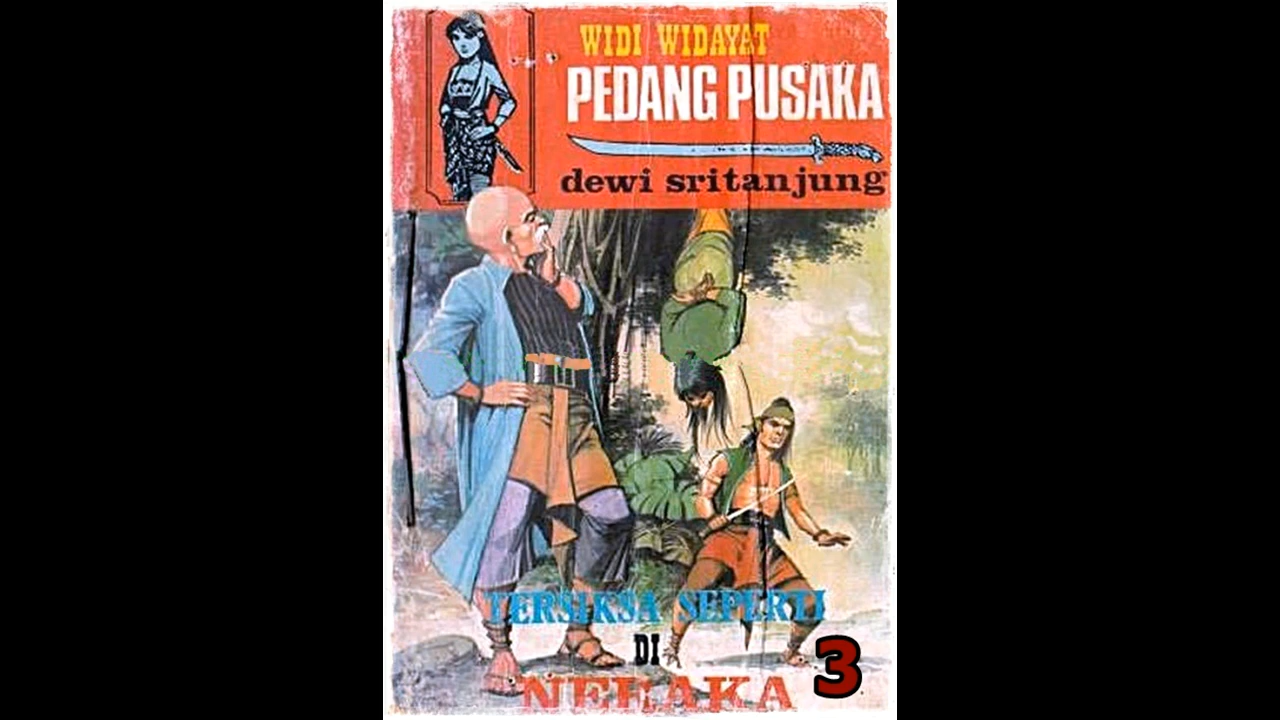 WIDI WIDAYAT
PEDANG PUSAKA
dewi sritanjung
TERSIKSA SEPERTI
DI
NERAKA
3